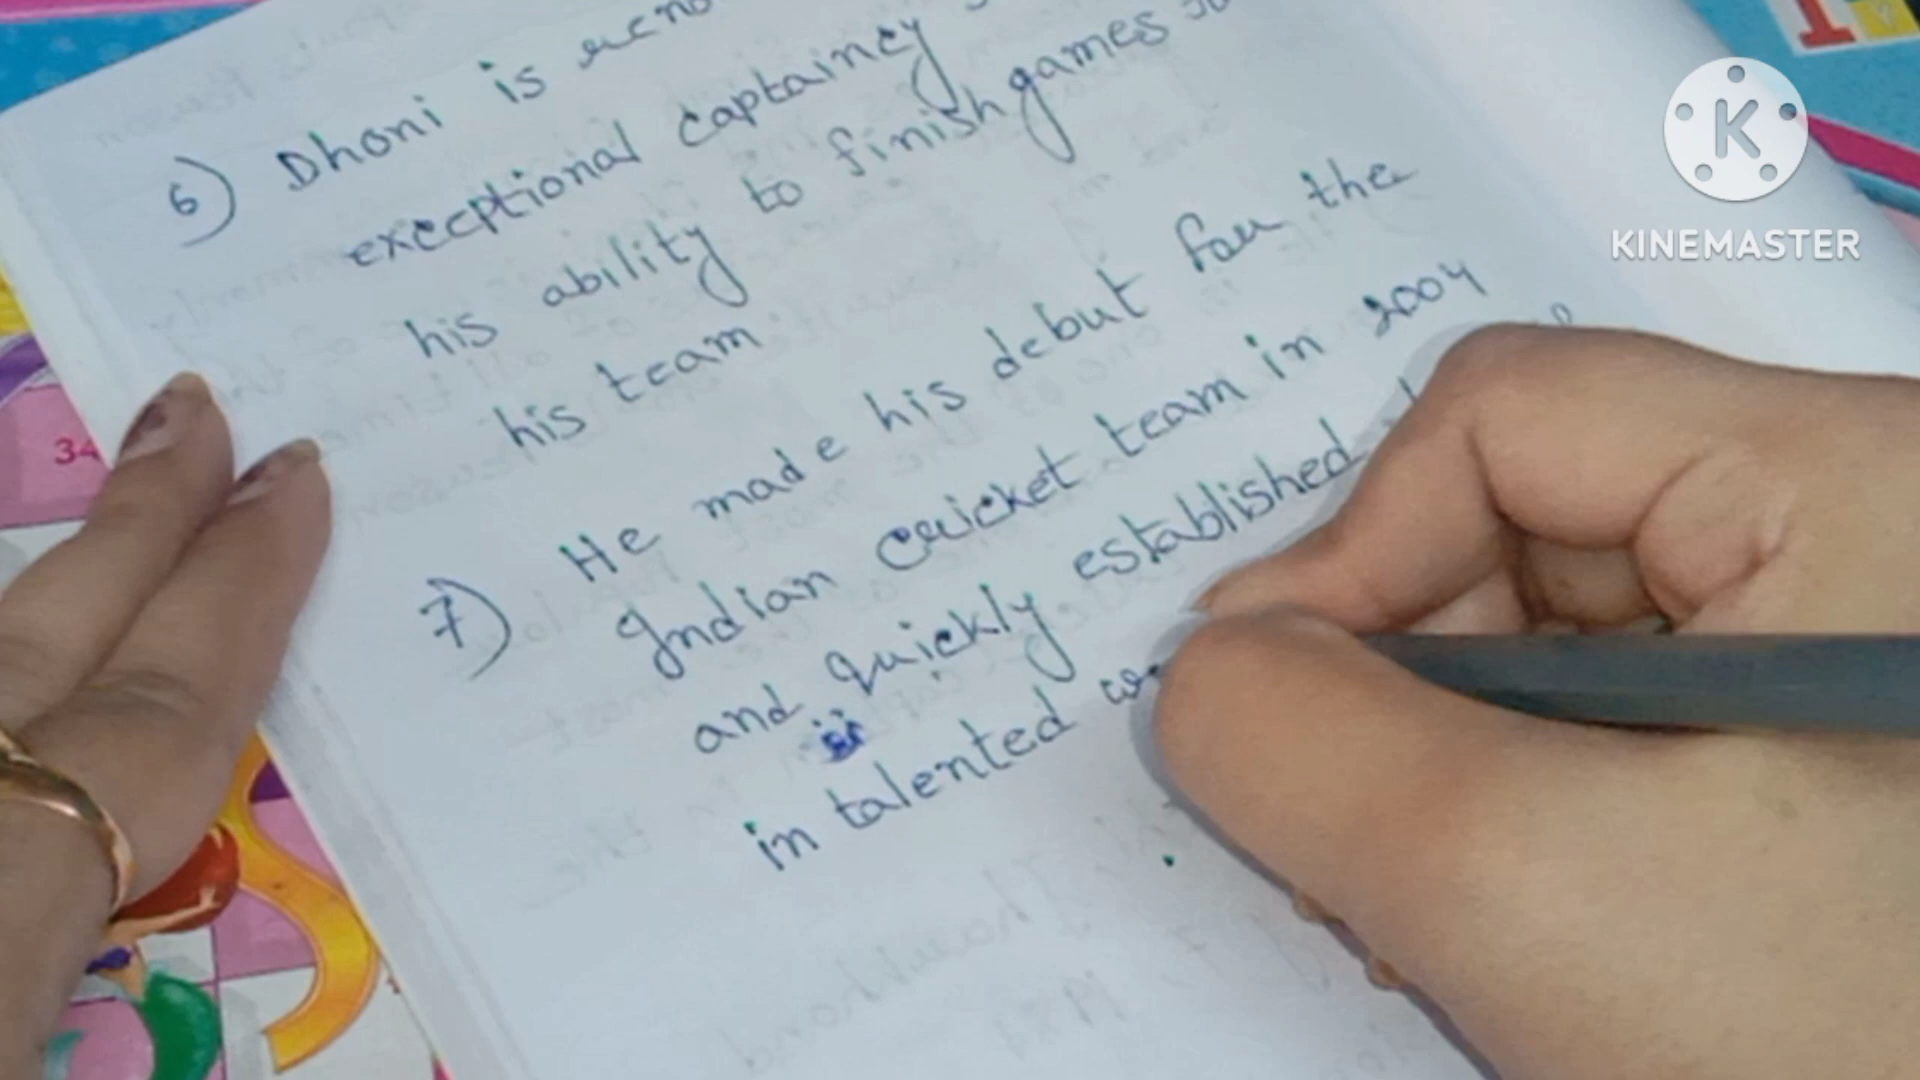 6) Dhoni is
exceptional captaincy
his ability to finish games
his team
7) He made his debut for the
Indian cricket team in 2004
and quickly established
in talented
34
KINEMASTER